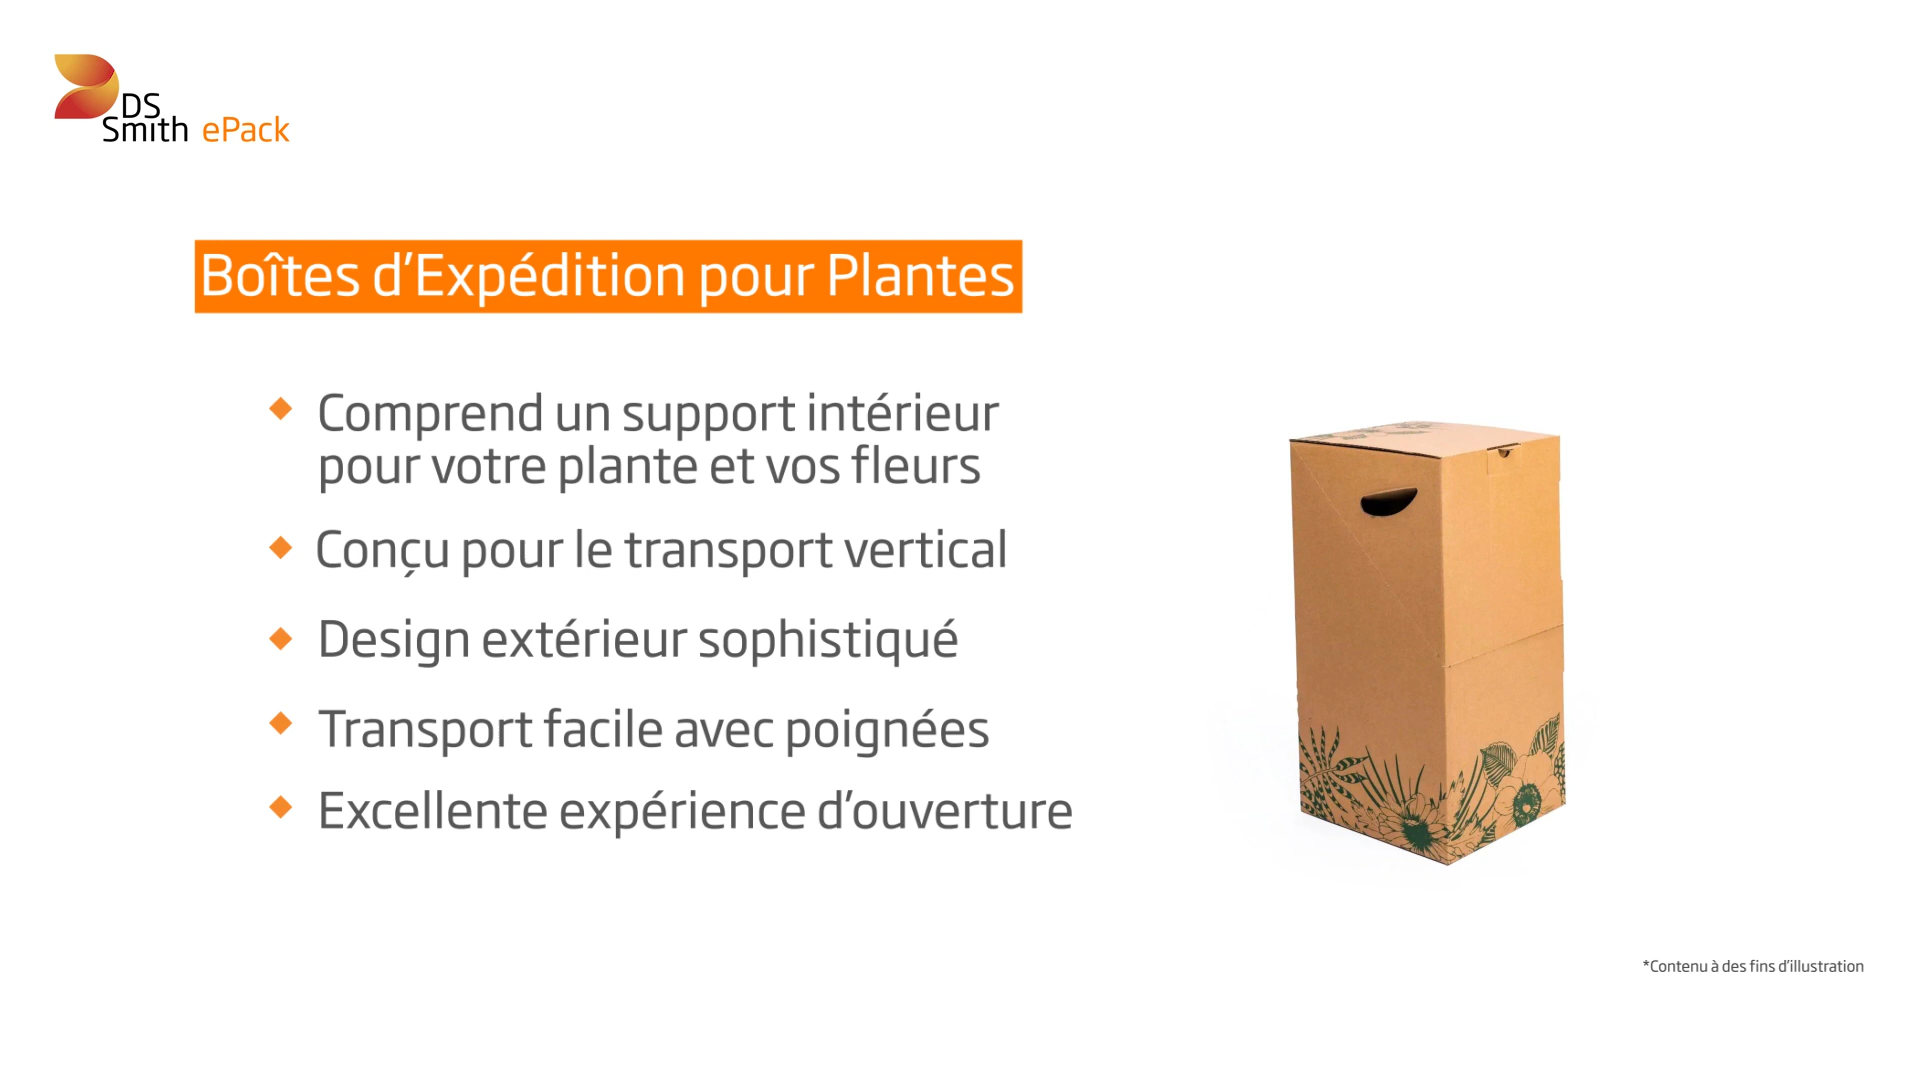 DS
Smith ePack
Boîtes d’Expédition pour Plantes
Comprend un support intérieur
pour votre plante et vos fleurs
Conçu pour le transport vertical
Design extérieur sophistiqué
Transport facile avec poignées
Excellente expérience d’ouverture
*Contenu à des fins d’illustration